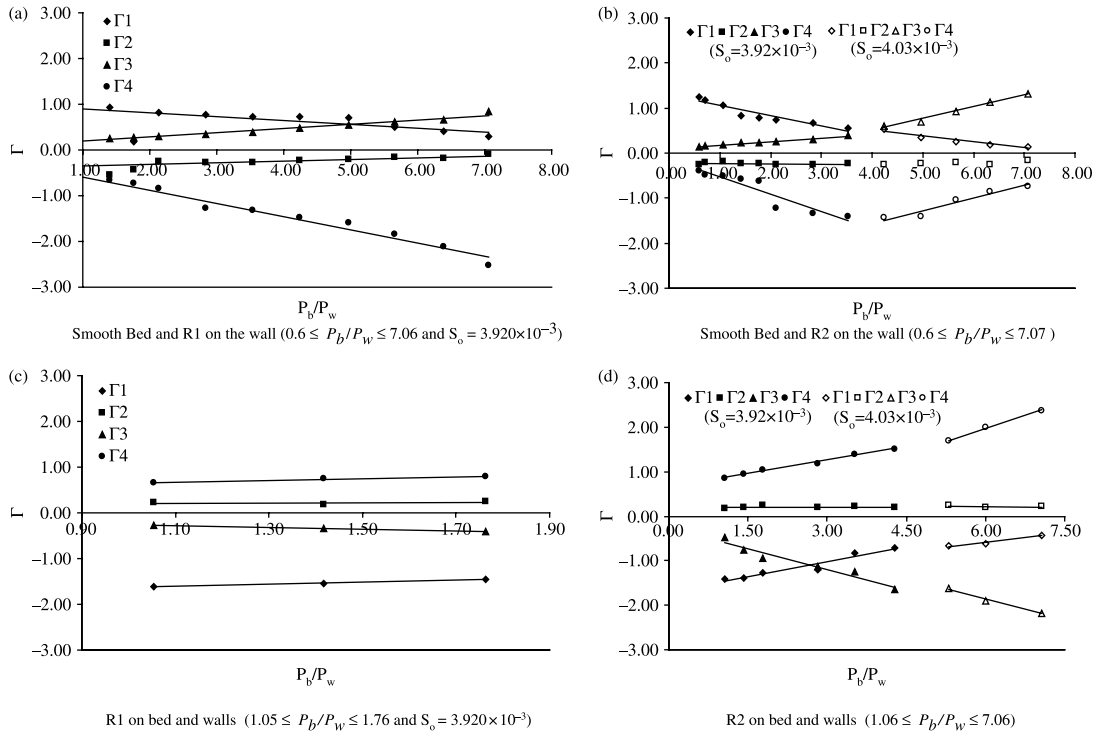 (a)
3.00
2.00
1.00
0.00
–1.00
–2.00
–3.00
Γ
Γ1
Γ2
Γ3
Γ4
1.00 2.00 3.00 4.00 5.00 6.00 7.00 8.00
P_b/P_w
Smooth Bed and R1 on the wall (0.6 ≤ P_b/P_w ≤ 7.06 and S_o = 3.920×10^–3)
(b)
3.00
2.00
1.00
0.00
–1.00
–2.00
–3.00
Γ
Γ1 Γ2 Γ3 Γ4 Γ1 Γ2 Γ3 Γ4
(S_o=3.92×10^–3) (S_o=4.03×10^–3)
0.00 1.00 2.00 3.00 4.00 5.00 6.00 7.00 8.00
P_b/P_w
Smooth Bed and R2 on the wall (0.6 ≤ P_b/P_w ≤ 7.07 )
(c)
3.00
2.00
1.00
0.00
–1.00
–2.00
–3.00
Γ
Γ1
Γ2
Γ3
Γ4
0.90 1.10 1.30 1.50 1.70 1.90
P_b/P_w
R1 on bed and walls (1.05 ≤ P_b/P_w ≤ 1.76 and S_o = 3.920×10^–3)
(d)
3.00
2.00
1.00
0.00
–1.00
–2.00
–3.00
Γ
Γ1 Γ2 Γ3 Γ4 Γ1 Γ2 Γ3 Γ4
(S_o=3.92×10^–3) (S_o=4.03×10^–3)
0.00 1.50 3.00 4.50 6.00 7.50
P_b/P_w
R2 on bed and walls (1.06 ≤ P_b/P_w ≤ 7.06)